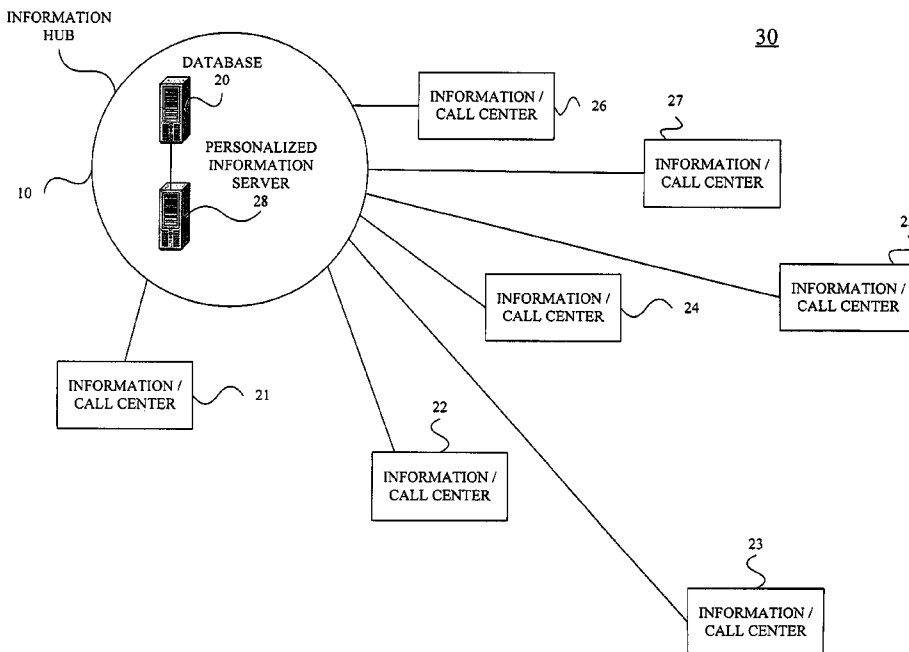 INFORMATION
HUB
30
DATABASE
20
INFORMATION /
CALL CENTER
26
27
PERSONALIZED
INFORMATION
SERVER
28
INFORMATION /
CALL CENTER
10
INFORMATION /
CALL CENTER
INFORMATION /
CALL CENTER
24
INFORMATION /
CALL CENTER
21
22
INFORMATION /
CALL CENTER
23
INFORMATION /
CALL CENTER